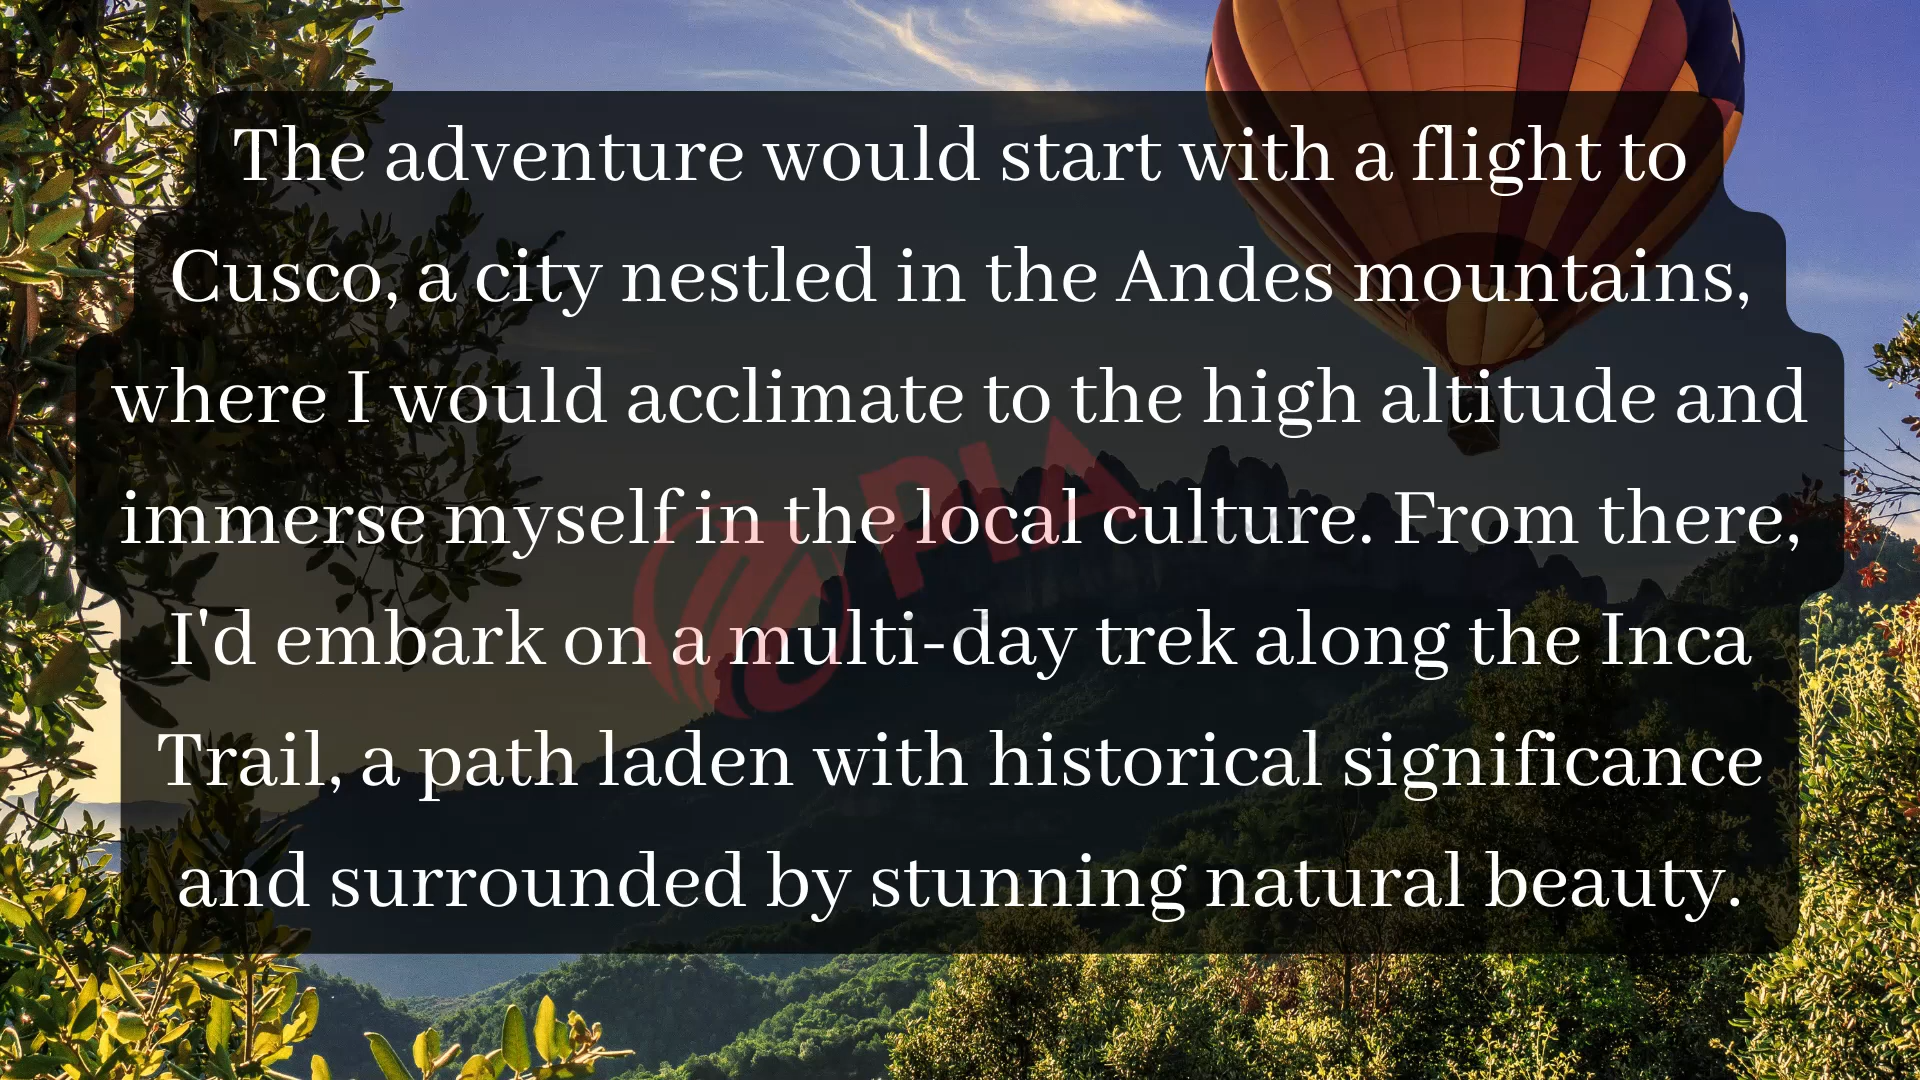 The adventure would start with a flight to
Cusco, a city nestled in the Andes mountains,
where I would acclimate to the high altitude and
immerse myself in the local culture. From there,
I'd embark on a multi-day trek along the Inca
Trail, a path laden with historical significance
and surrounded by stunning natural beauty.
PIA